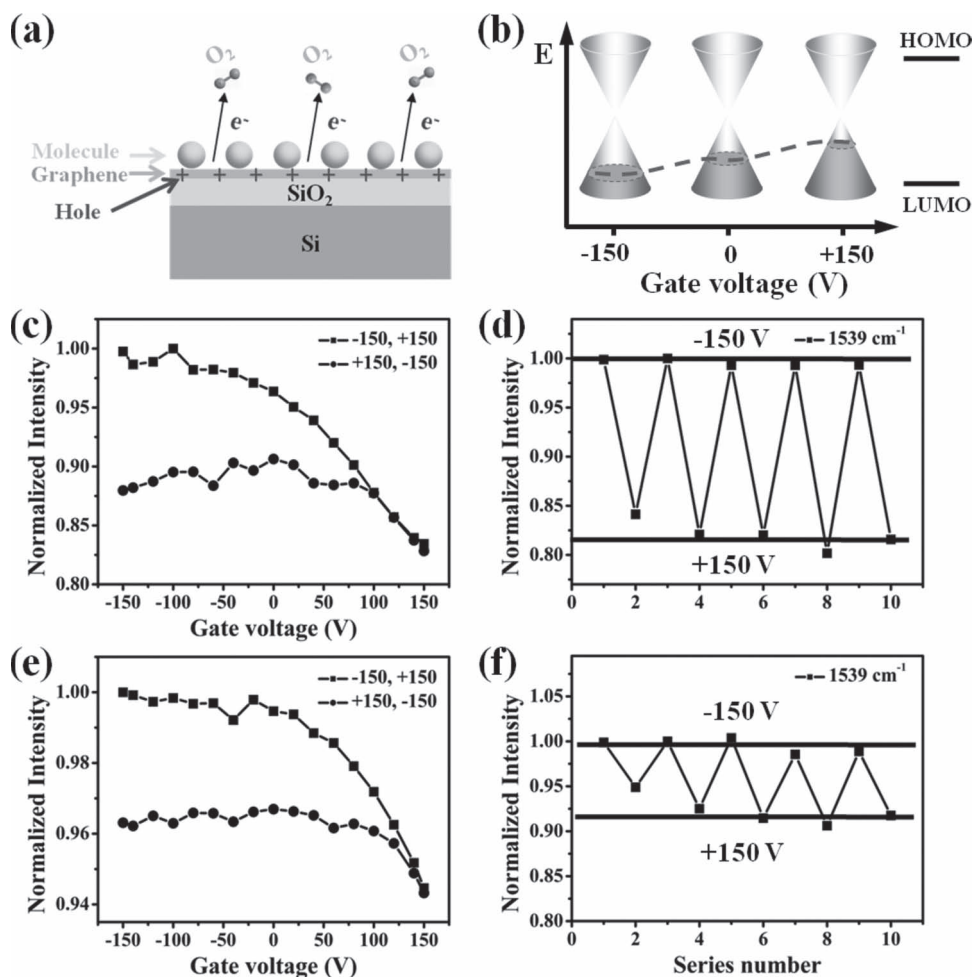 (a)
O₂ O₂ O₂
e⁻ e⁻ e⁻
Molecule
Graphene
+ + + + + + + +
Hole
SiO₂
Si
(b)
E
HOMO
LUMO
-150 0 +150
Gate voltage (V)
(c)
Normalized Intensity
1.00
0.95
0.90
0.85
0.80
-150, +150
+150, -150
-150 -100 -50 0 50 100 150
Gate voltage (V)
(d)
Normalized Intensity
1.00
0.95
0.90
0.85
0.80
-150 V
1539 cm⁻¹
+150 V
0 2 4 6 8 10
(e)
Normalized Intensity
1.00
0.98
0.96
0.94
-150, +150
+150, -150
-150 -100 -50 0 50 100 150
Gate voltage (V)
(f)
Normalized Intensity
1.05
1.00
0.95
0.90
0.85
0.80
1539 cm⁻¹
-150 V
+150 V
0 2 4 6 8 10
Series number